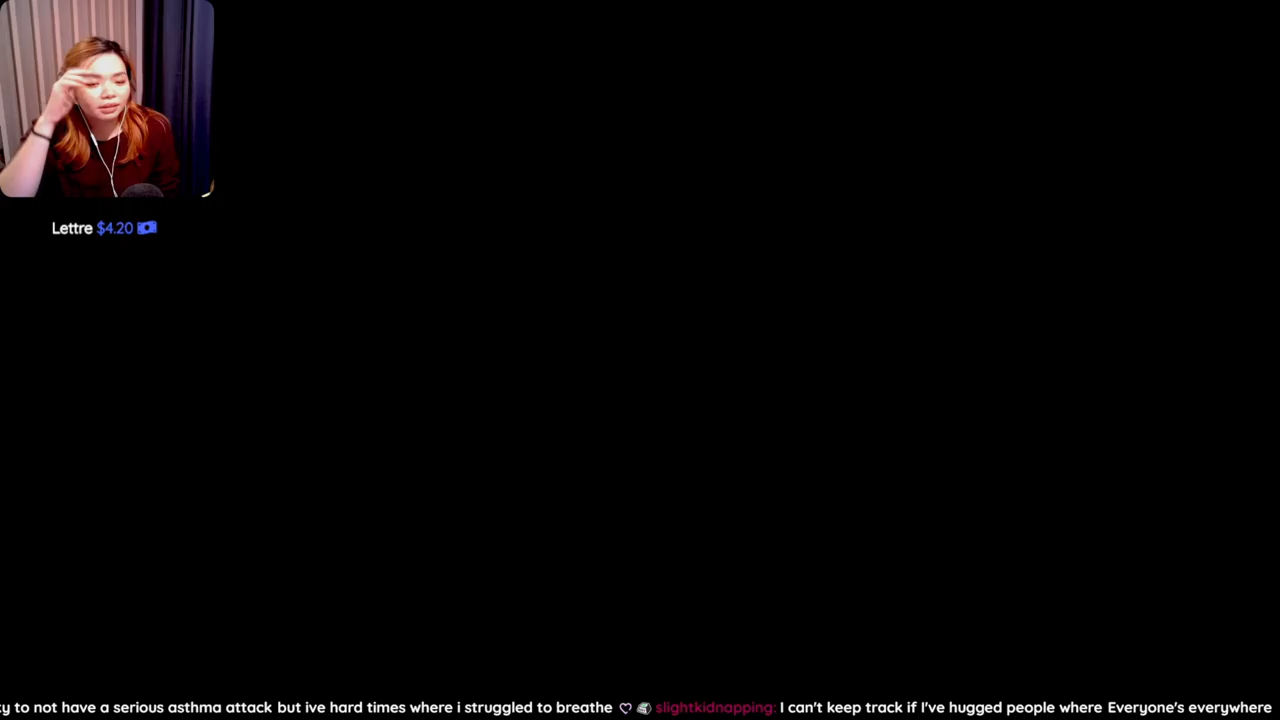 Lettre $4.20
ty to not have a serious asthma attack but ive hard times where i struggled to breathe slightkidnapping: I can't keep track if I've hugged people where Everyone's everywhere